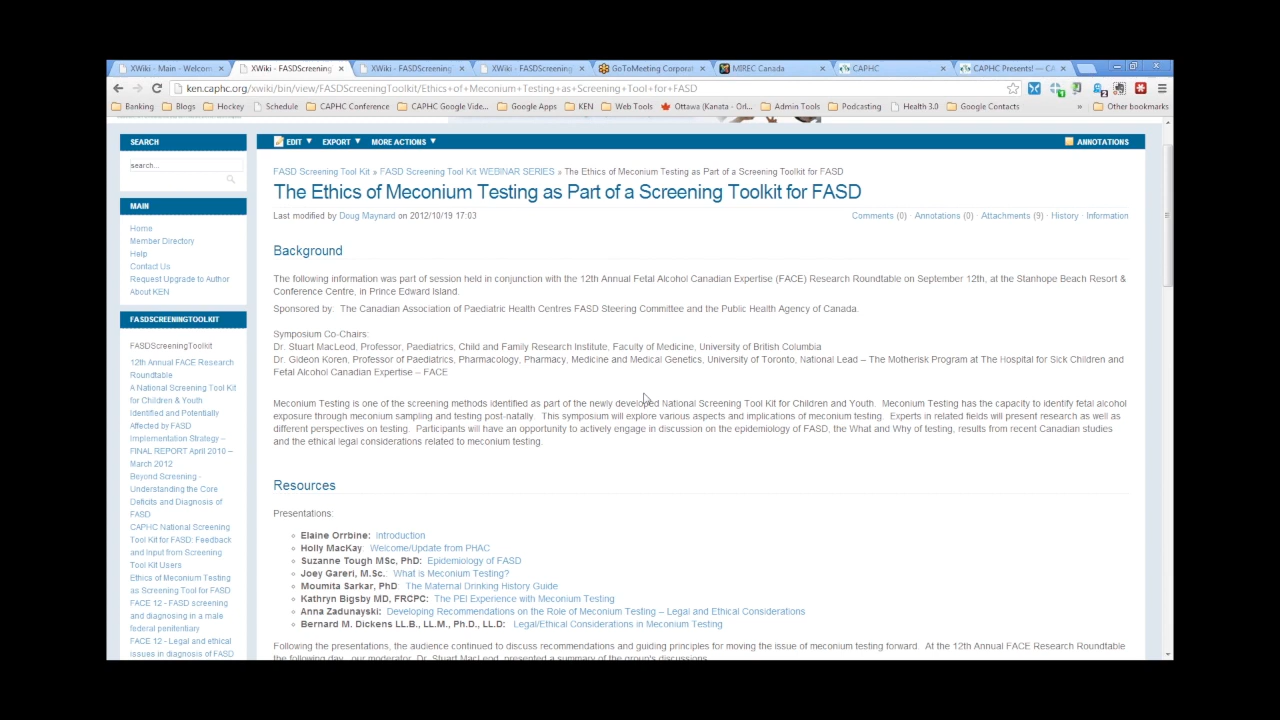 XWiki - Main - Welcom
XWiki - FASDScreening
XWiki - FASDScreening
XWiki - FASDScreening
GoToMeeting Corporat
MIREC Canada
CAPHC
CAPHC Presents! — CA
ken.caphc.org/xwiki/bin/view/FASDScreeningToolkit/Ethics+of+Meconium+Testing+as+Screening+Tool+for+FASD
Banking
Blogs
Hockey
Schedule
CAPHC Conference
CAPHC Google Vide...
Google Apps
KEN
Web Tools
Ottawa (Kanata - Orl...
Admin Tools
Podcasting
Health 3.0
Google Contacts
»
Other bookmarks
SEARCH
search...
MAIN
Home
Member Directory
Help
Contact Us
Request Upgrade to Author
About KEN
FASDSCREENINGTOOLKIT
FASDScreeningToolkit
12th Annual FACE Research
Roundtable
A National Screening Tool Kit
for Children & Youth
Identified and Potentially
Affected by FASD
Implementation Strategy –
FINAL REPORT April 2010 –
March 2012
Beyond Screening -
Understanding the Core
Deficits and Diagnosis of
FASD
CAPHC National Screening
Tool Kit for FASD: Feedback
and Input from Screening
Tool Kit Users
Ethics of Meconium Testing
as Screening Tool for FASD
FACE 12 - FASD screening
and diagnosing in a male
federal penitentiary
FACE 12 - Legal and ethical
issues in diagnosis of FASD
EDIT
EXPORT
MORE ACTIONS
ANNOTATIONS
FASD Screening Tool Kit » FASD Screening Tool Kit WEBINAR SERIES » The Ethics of Meconium Testing as Part of a Screening Toolkit for FASD
The Ethics of Meconium Testing as Part of a Screening Toolkit for FASD
Last modified by Doug Maynard on 2012/10/19 17:03
Comments (0) · Annotations (0) · Attachments (9) · History · Information
Background
The following information was part of session held in conjunction with the 12th Annual Fetal Alcohol Canadian Expertise (FACE) Research Roundtable on September 12th, at the Stanhope Beach Resort &
Conference Centre, in Prince Edward Island.
Sponsored by: The Canadian Association of Paediatric Health Centres FASD Steering Committee and the Public Health Agency of Canada.
Symposium Co-Chairs:
Dr. Stuart MacLeod, Professor, Paediatrics, Child and Family Research Institute, Faculty of Medicine, University of British Columbia
Dr. Gideon Koren, Professor of Paediatrics, Pharmacology, Pharmacy, Medicine and Medical Genetics, University of Toronto, National Lead – The Motherisk Program at The Hospital for Sick Children and
Fetal Alcohol Canadian Expertise – FACE
Meconium Testing is one of the screening methods identified as part of the newly developed National Screening Tool Kit for Children and Youth. Meconium Testing has the capacity to identify fetal alcohol
exposure through meconium sampling and testing post-natally. This symposium will explore various aspects and implications of meconium testing. Experts in related fields will present research as well as
different perspectives on testing. Participants will have an opportunity to actively engage in discussion on the epidemiology of FASD, the What and Why of testing, results from recent Canadian studies
and the ethical legal considerations related to meconium testing.
Resources
Presentations:
Elaine Orrbine: Introduction
Holly MacKay: Welcome/Update from PHAC
Suzanne Tough MSc, PhD: Epidemiology of FASD
Joey Gareri, M.Sc.: What is Meconium Testing?
Moumita Sarkar, PhD: The Maternal Drinking History Guide
Kathryn Bigsby MD, FRCPC: The PEI Experience with Meconium Testing
Anna Zadunayski: Developing Recommendations on the Role of Meconium Testing – Legal and Ethical Considerations
Bernard M. Dickens LL.B., LL.M., Ph.D., LL.D: Legal/Ethical Considerations in Meconium Testing
Following the presentations, the audience continued to discuss recommendations and guiding principles for moving the issue of meconium testing forward. At the 12th Annual FACE Research Roundtable
the following day, our moderator, Dr. Stuart MacLeod, presented a summary of the group's discussions.